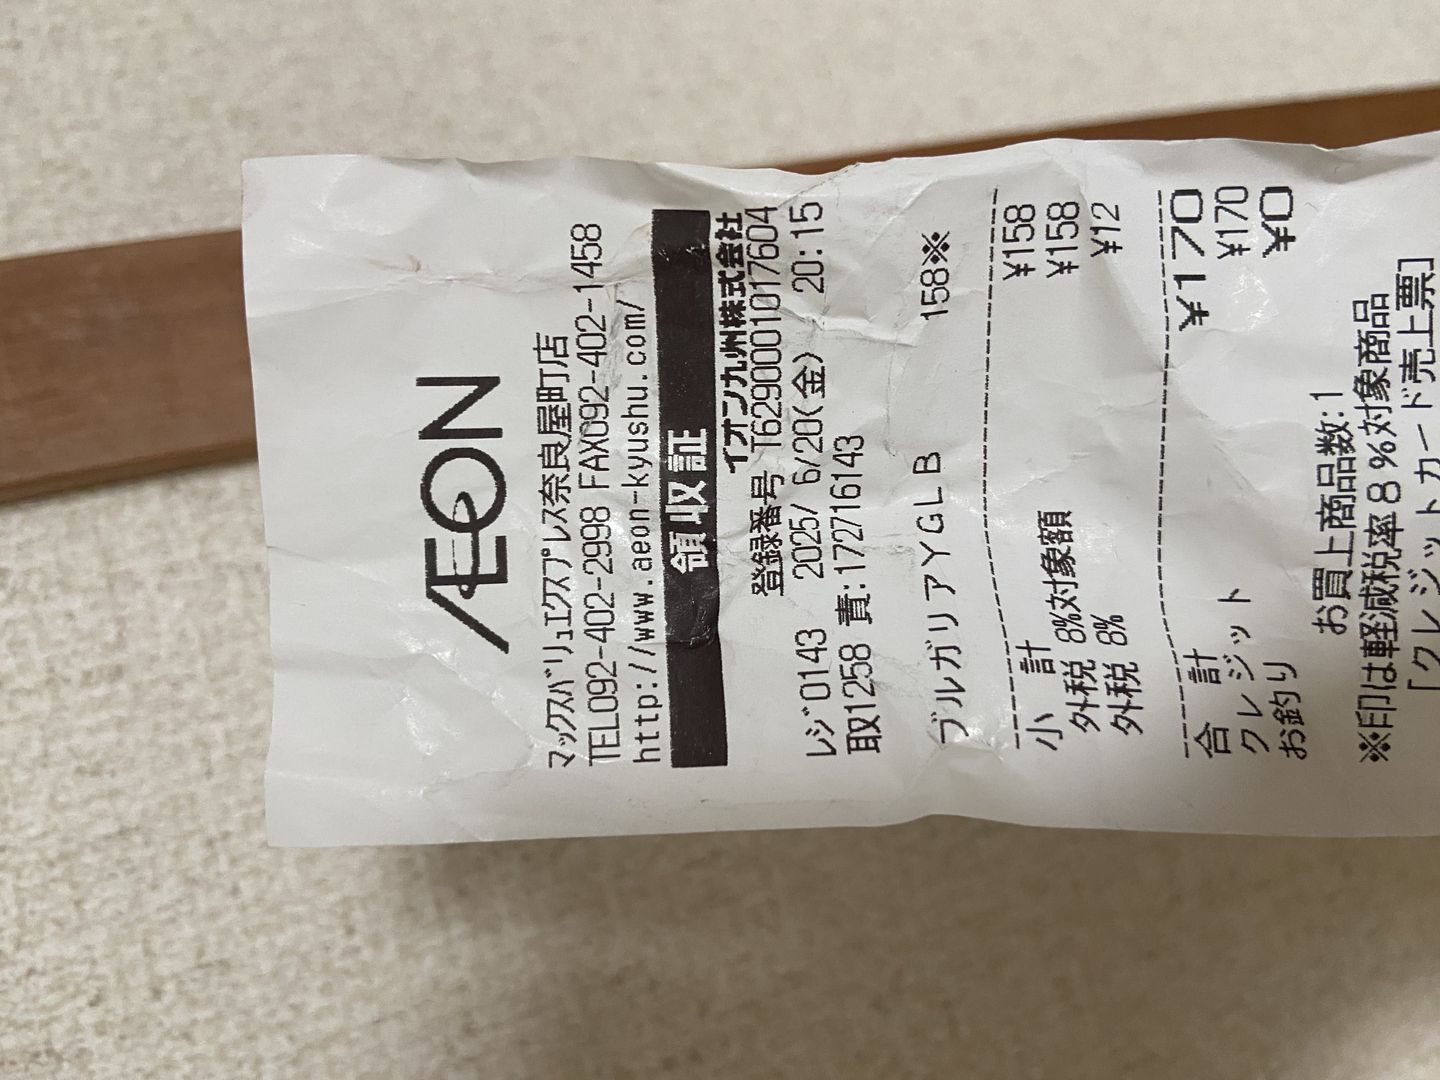 ÆON
マックスバリュエクスプレス奈良屋町店
TEL092-402-2998 FAX092-402-1458
http://www.aeon-kyushu.com/
領収証
イオン九州株式会社
登録番号 T6290001017604
レジ0143 2025/ 6/20(金) 20:15
取1258 責:172716143
ブルガリアYGLB 158※
小 計 ¥158
外税 8%対象額 ¥158
外税 8% ¥12
合 計 ¥170
クレジット ¥170
お釣り ¥0
お買上商品数:1
※印は軽減税率8%対象商品
「クレジットカード売上票」